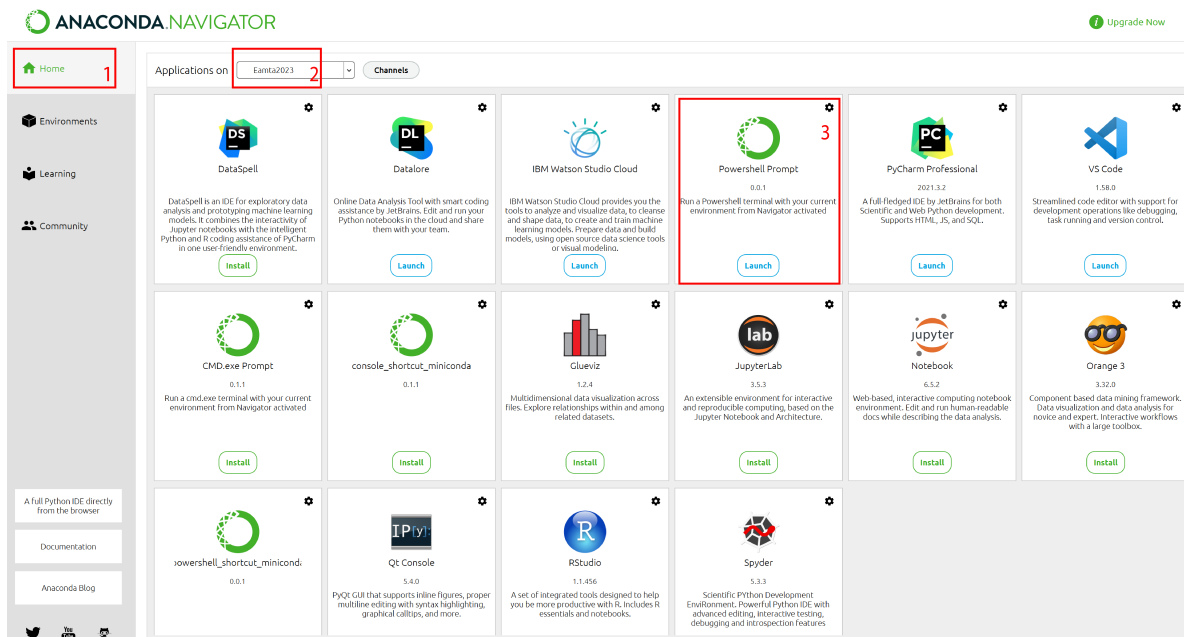 ANACONDA.NAVIGATOR
i Upgrade Now
Home
1
Environments
Learning
Community
A full Python IDE directly
from the browser
Documentation
Anaconda Blog
You
Tube
Applications on Eamta2023 2 Channels
DS
DataSpell
DataSpell is an IDE for exploratory data
analysis and prototyping machine learning
models. It combines the interactivity of
Jupyter notebooks with the intelligent
Python and R coding assistance of PyCharm
in one user-friendly environment.
Install
DL
Datalore
Online Data Analysis Tool with smart coding
assistance by JetBrains. Edit and run your
Python notebooks in the cloud and share
them with your team.
Launch
IBM Watson Studio Cloud
IBM Watson Studio Cloud provides you the
tools to analyze and visualize data, to cleanse
and shape data, to create and train machine
learning models. Prepare data and build
models, using open source data science tools
or visual modeling.
Launch
3
Powershell Prompt
0.0.1
Run a Powershell terminal with your current
environment from Navigator activated
Launch
PC
PyCharm Professional
2021.3.2
A full-fledged IDE by JetBrains for both
Scientific and Web Python development.
Supports HTML, JS, and SQL.
Launch
VS Code
1.58.0
Streamlined code editor with support for
development operations like debugging,
task running and version control.
Launch
CMD.exe Prompt
0.1.1
Run a cmd.exe terminal with your current
environment from Navigator activated
Install
console_shortcut_miniconda
0.1.1
Install
Glueviz
1.2.4
Multidimensional data visualization across
files. Explore relationships within and among
related datasets.
Install
lab
JupyterLab
3.5.3
An extensible environment for interactive
and reproducible computing, based on the
Jupyter Notebook and Architecture.
Install
jupyter
Notebook
6.5.2
Web-based, interactive computing notebook
environment. Edit and run human-readable
docs while describing the data analysis.
Install
Orange 3
3.32.0
Component based data mining framework.
Data visualization and data analysis for
novice and expert. Interactive workflows
with a large toolbox.
Install
powershell_shortcut_minicond
0.0.1
IP[y]:
Qt Console
5.4.0
PyQt GUI that supports inline figures, proper
multiline editing with syntax highlighting,
graphical calltips, and more.
R
RStudio
1.1.456
A set of integrated tools designed to help
you be more productive with R. Includes R
essentials and notebooks.
Spyder
5.3.3
Scientific PYthon Development
EnviRonment. Powerful Python IDE with
advanced editing, interactive testing,
debugging and introspection features